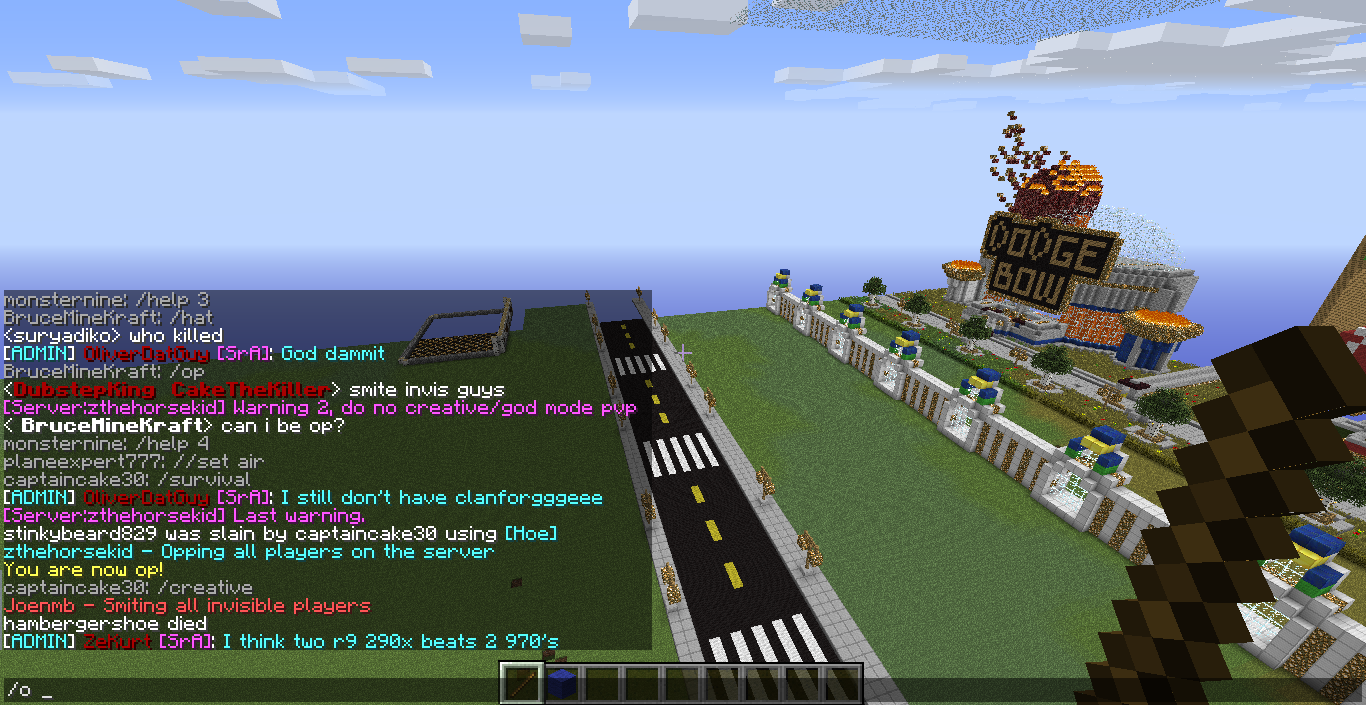 DODGE
BOW
monsternine: /help 3
BruceMineKraft: /hat
<suryadiko> who killed
[ADMIN] OliverDatGuy [SrA]: God dammit
BruceMineKraft: /op
<DubstepKing_CakeTheKiller> smite invis guys
[Server:zthehorsekid] Warning 2, do no creative/god mode pvp
< BruceMineKraft> can i be op?
monsternine: /help 4
planeexpert777: //set air
captaincake30: /survival
[ADMIN] OliverDatGuy [SrA]: I still don't have clanforgggeee
[Server:zthehorsekid] Last warning.
stinkybeard829 was slain by captaincake30 using [Hoe]
zthehorsekid - Opping all players on the server
You are now op!
captaincake30: /creative
Joenmb - Smiting all invisible players
hambergershoe died
[ADMIN] ZeKurt [SrA]: I think two r9 290x beats 2 970's
/o _